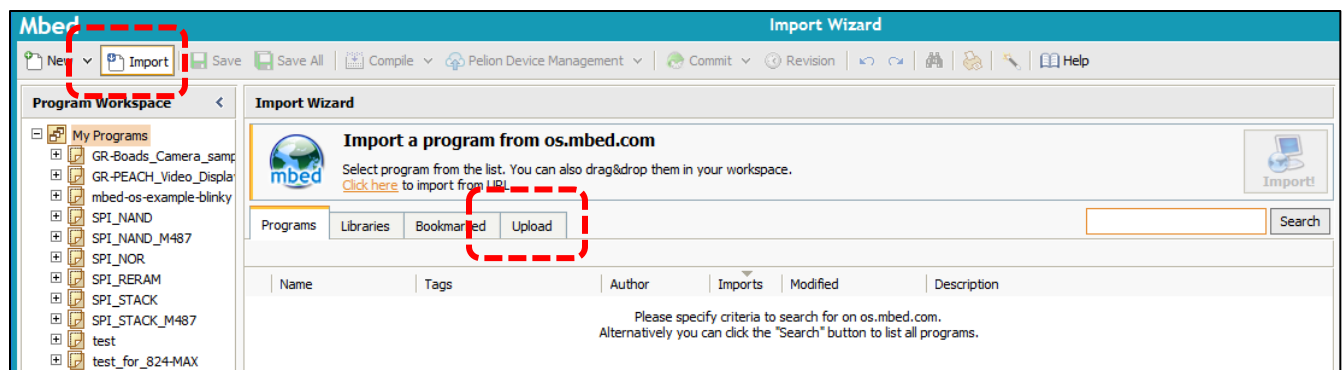 Mbed Import Wizard
New Import Save Save All Compile Pelion Device Management Commit Revision Help
Program Workspace <
Import Wizard
My Programs
GR-Boads_Camera_samp
GR-PEACH_Video_Displa
mbed-os-example-blinky
SPI_NAND
SPI_NAND_M487
SPI_NOR
SPI_RERAM
SPI_STACK
SPI_STACK_M487
test
test_for_824-MAX
mbed
Import a program from os.mbed.com
Select program from the list. You can also drag&drop them in your workspace.
Click here to import from URL
Import!
Programs Libraries Bookmarked Upload
Search
Name Tags Author Imports Modified Description
Please specify criteria to search for on os.mbed.com.
Alternatively you can click the "Search" button to list all programs.